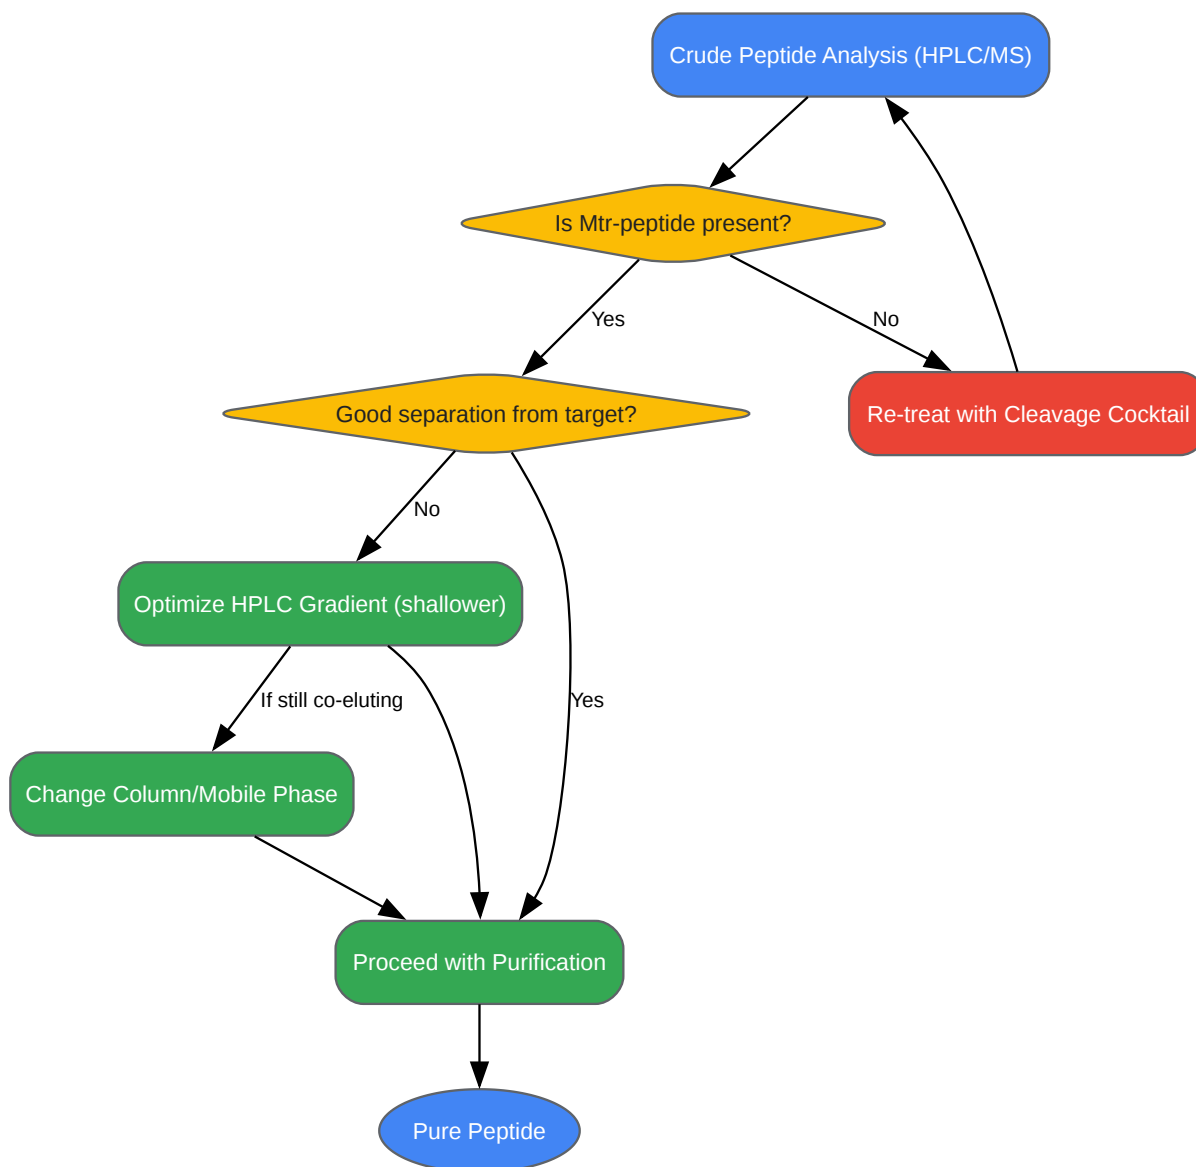 Crude Peptide Analysis (HPLC/MS)
Is Mtr-peptide present?
Yes
No
Good separation from target?
Re-treat with Cleavage Cocktail
No
Optimize HPLC Gradient (shallower)
If still co-eluting
Yes
Change Column/Mobile Phase
Proceed with Purification
Pure Peptide